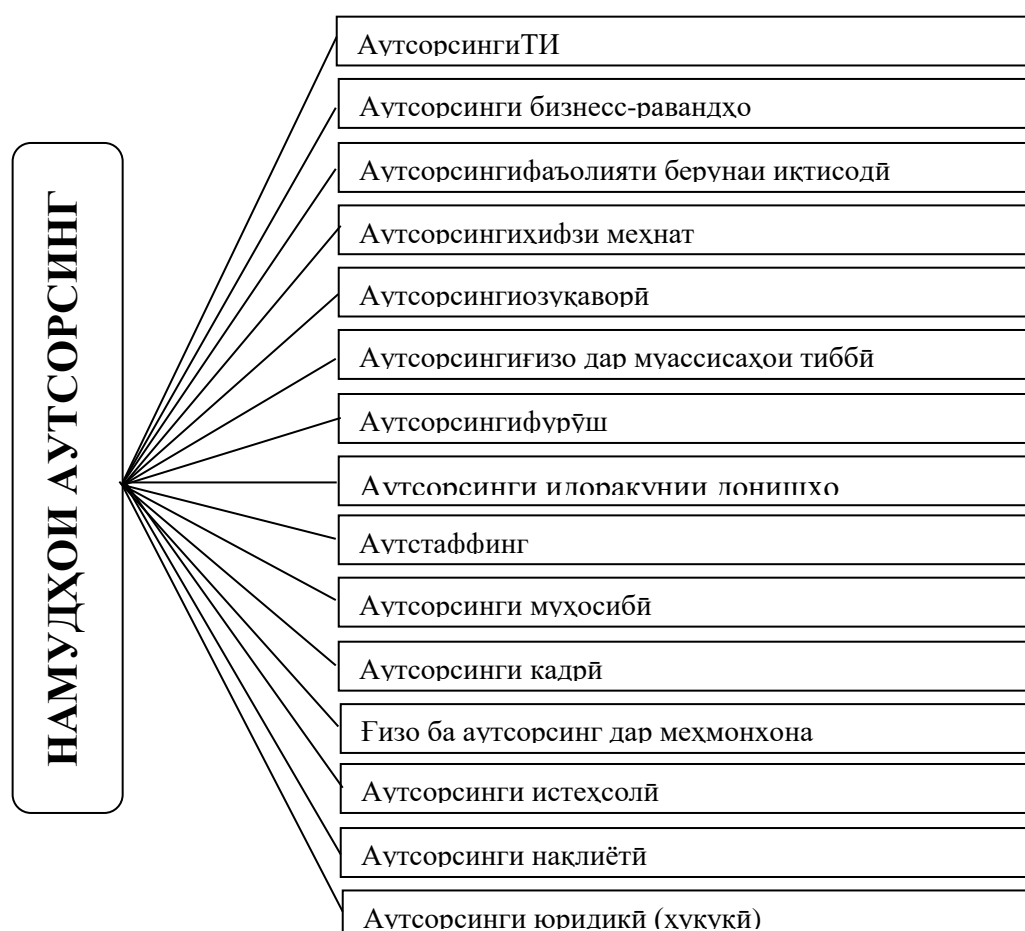 НАМУДҲОИ АУТСОРСИНГ
АутсорсингиТИ
Аутсорсинги бизнесс-равандҳо
Аутсорсингифаъолияти берунаи иқтисодӣ
Аутсорсингиҳифзи меҳнат
Аутсорсингиозуқаворӣ
Аутсорсингиғизо дар муассисаҳои тиббӣ
Аутсорсингифурӯш
Аутсорсинги идоракунии донишҳо
Аутстаффинг
Аутсорсинги муҳосибӣ
Аутсорсинги кадрӣ
Ғизо ба аутсорсинг дар меҳмонхона
Аутсорсинги истеҳсолӣ
Аутсорсинги нақлиётӣ
Аутсорсинги юридикӣ (ҳуқуқӣ)